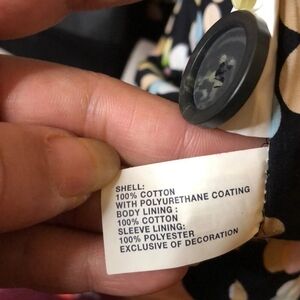 SHELL:
100% COTTON
WITH POLYURETHANE COATING
BODY LINING :
100% COTTON
SLEEVE LINING:
100% POLYESTER
EXCLUSIVE OF DECORATION